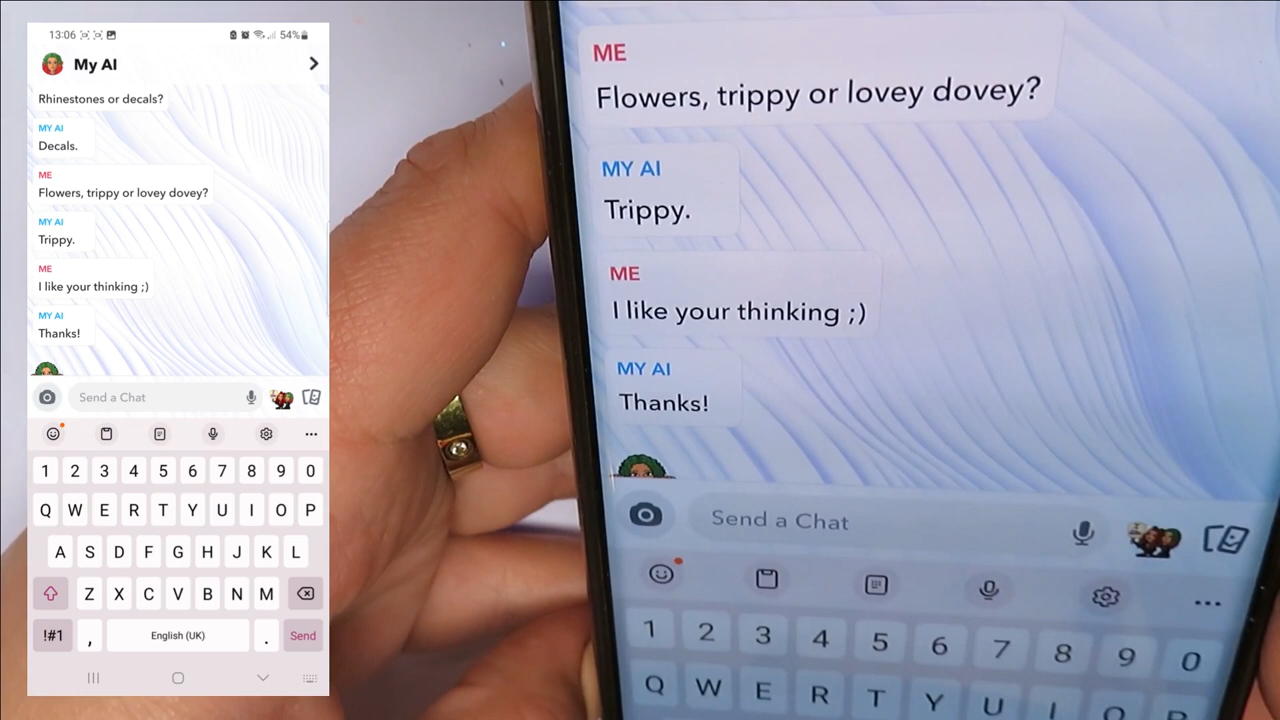 13:06
54%
My AI
Rhinestones or decals?
MY AI
Decals.
ME
Flowers, trippy or lovey dovey?
MY AI
Trippy.
ME
I like your thinking ;)
MY AI
Thanks!
Send a Chat
1 2 3 4 5 6 7 8 9 0
Q W E R T Y U I O P
A S D F G H J K L
Z X C V B N M
!#1 , English (UK) . Send
ME
Flowers, trippy or lovey dovey?
MY AI
Trippy.
ME
I like your thinking ;)
MY AI
Thanks!
Send a Chat
1 2 3 4 5 6 7 8 9 0
Q W E R T Y U I O P